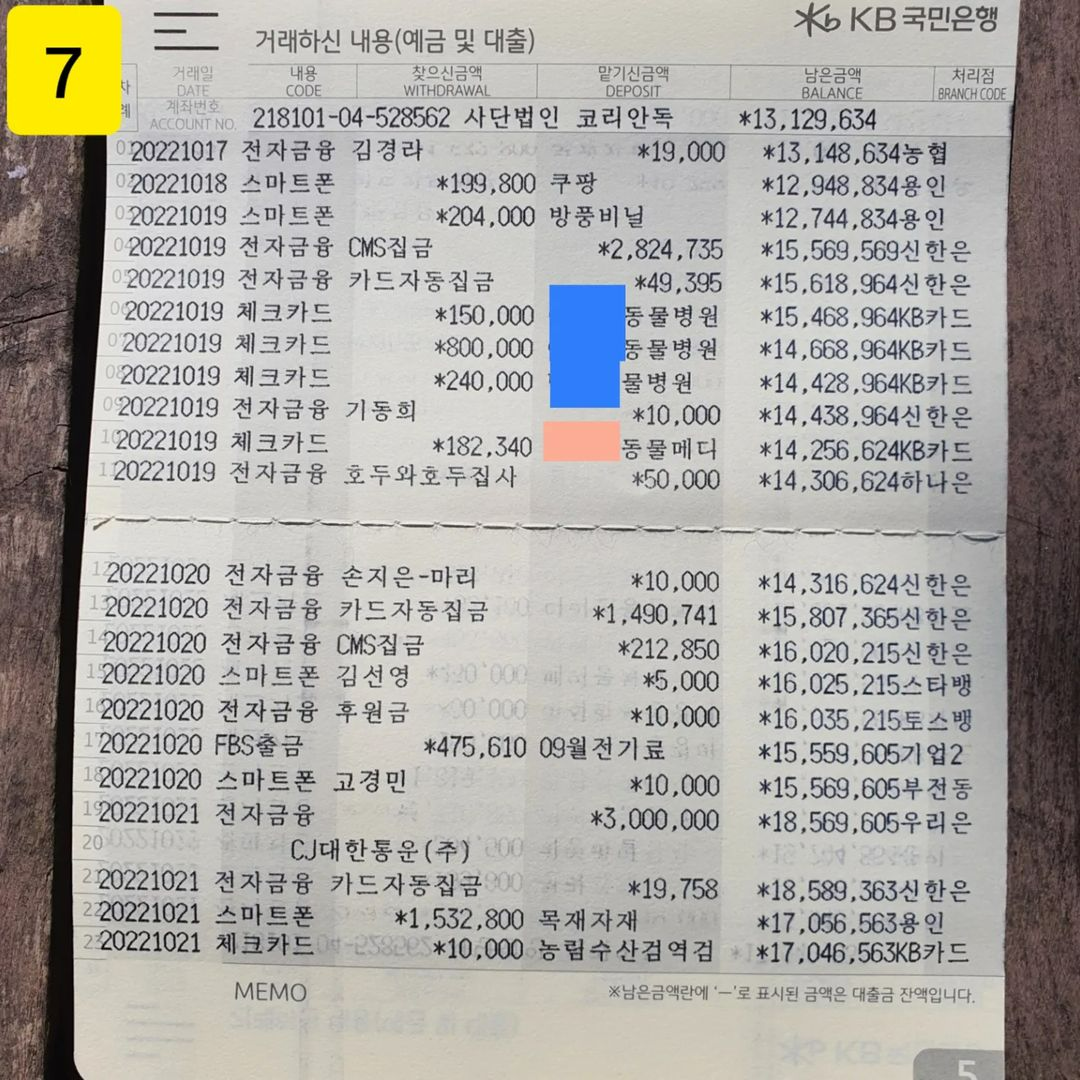 7
KB국민은행
거래하신 내용(예금 및 대출)
차 거래일 내용 찾으신금액 맡기신금액 남은금액 처리점
DATE CODE WITHDRAWAL DEPOSIT BALANCE BRANCH CODE
례 계좌번호
ACCOUNT NO. 218101-04-528562 사단법인 코리안독 *13,129,634
01 20221017 전자금융 김경라 *19,000 *13,148,634농협
02 20221018 스마트폰 *199,800 쿠팡 *12,948,834용인
03 20221019 스마트폰 *204,000 방풍비닐 *12,744,834용인
04 20221019 전자금융 CMS집금 *2,824,735 *15,569,569신한은
05 20221019 전자금융 카드자동집금 *49,395 *15,618,964신한은
06 20221019 체크카드 *150,000 동물병원 *15,468,964KB카드
07 20221019 체크카드 *800,000 동물병원 *14,668,964KB카드
08 20221019 체크카드 *240,000 물병원 *14,428,964KB카드
09 20221019 전자금융 기동희 *10,000 *14,438,964신한은
10 20221019 체크카드 *182,340 동물메디 *14,256,624KB카드
11 20221019 전자금융 호두와호두집사 *50,000 *14,306,624하나은
12 20221020 전자금융 손지은-마리 *10,000 *14,316,624신한은
13 20221020 전자금융 카드자동집금 *1,490,741 *15,807,365신한은
14 20221020 전자금융 CMS집금 *212,850 *16,020,215신한은
15 20221020 스마트폰 김선영 *5,000 *16,025,215스타뱅
16 20221020 전자금융 후원금 *10,000 *16,035,215토스뱅
17 20221020 FBS출금 *475,610 09월전기료 *15,559,605기업2
18 20221020 스마트폰 고경민 *10,000 *15,569,605부전동
19 20221021 전자금융 *3,000,000 *18,569,605우리은
20 CJ대한통운(주)
21 20221021 전자금융 카드자동집금 *19,758 *18,589,363신한은
22 20221021 스마트폰 *1,532,800 목재자재 *17,056,563용인
23 20221021 체크카드 *10,000 농림수산검역검 *17,046,563KB카드
MEMO ※남은금액란에 '－'로 표시된 금액은 대출금 잔액입니다.
5